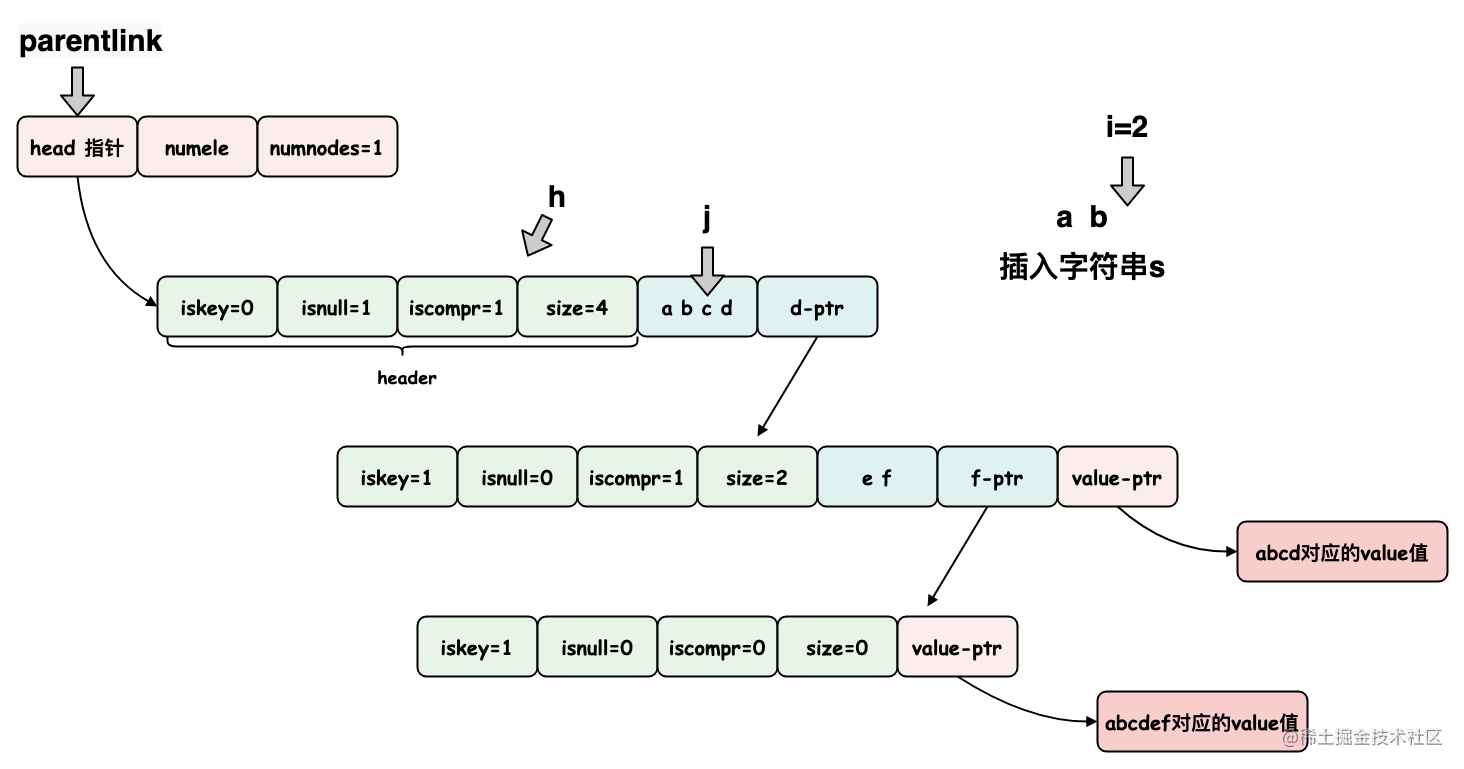 parentlink
head 指针 numele numnodes=1
i=2
a b
插入字符串s
h
j
iskey=0 isnull=1 iscompr=1 size=4 a b c d d-ptr
header
iskey=1 isnull=0 iscompr=1 size=2 e f f-ptr value-ptr
abcd对应的value值
iskey=1 isnull=0 iscompr=0 size=0 value-ptr
abcdef对应的value值
@稀土掘金技术社区